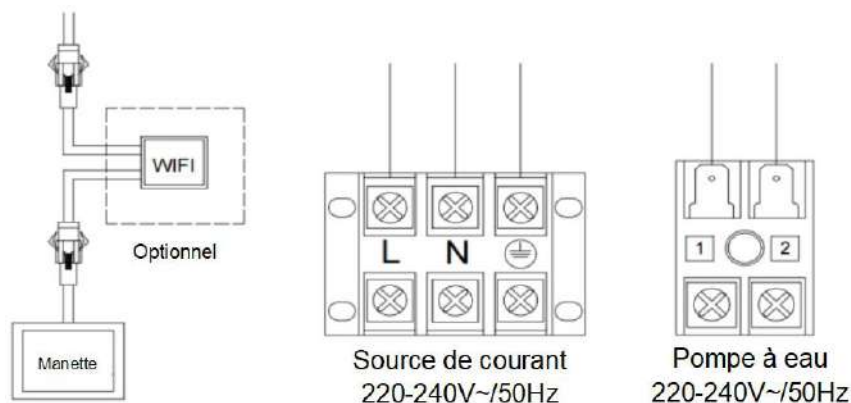 WIFI
Optionnel
Manette
L N
Source de courant
220-240V~/50Hz
1 2
Pompe à eau
220-240V~/50Hz